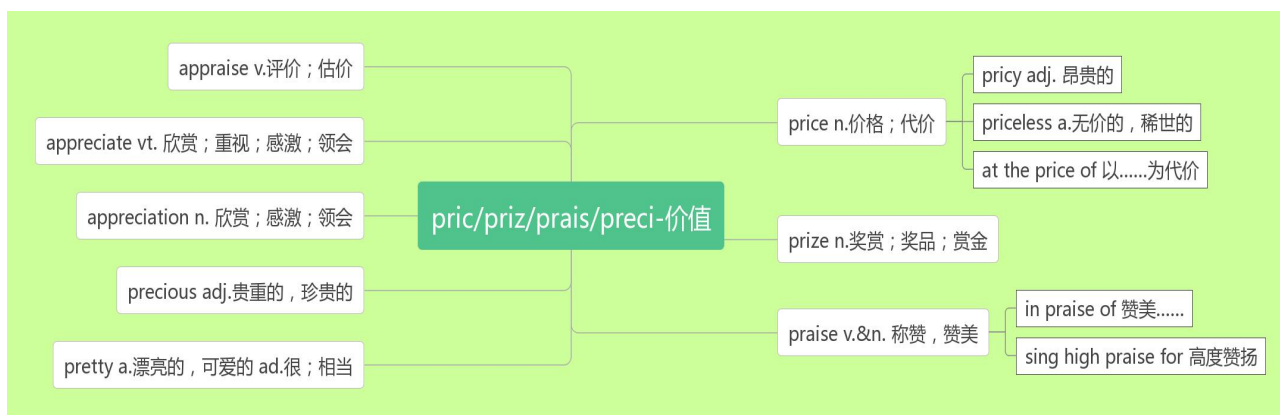 appraise v.评价；估价
appreciate vt. 欣赏；重视；感激；领会
appreciation n. 欣赏；感激；领会
precious adj.贵重的，珍贵的
pretty a.漂亮的，可爱的 ad.很；相当
pric/priz/prais/preci-价值
price n.价格；代价
pricy adj. 昂贵的
priceless a.无价的，稀世的
at the price of 以......为代价
prize n.奖赏；奖品；赏金
praise v.&n. 称赞，赞美
in praise of 赞美......
sing high praise for 高度赞扬